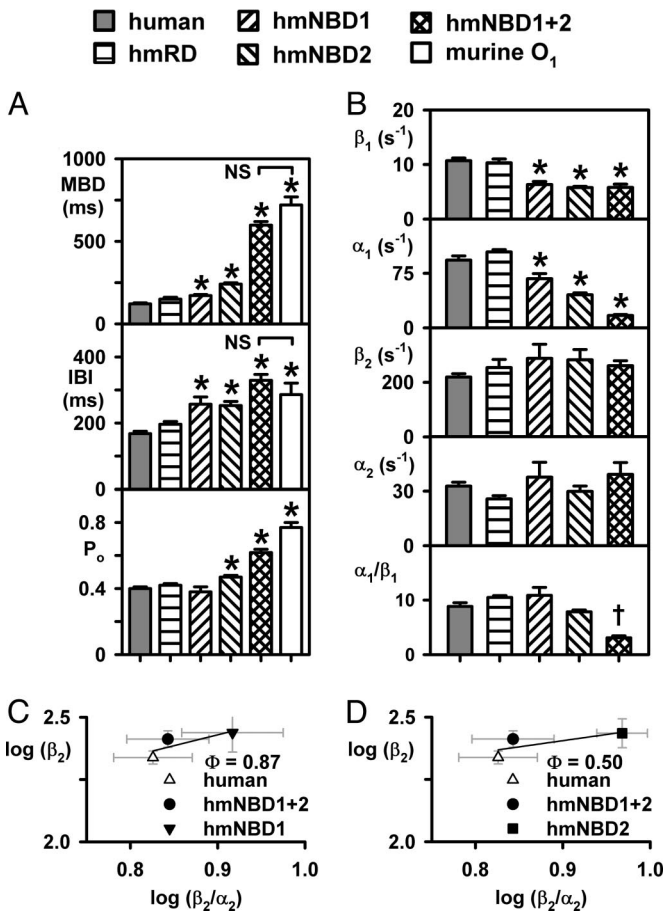 human hmNBD1 hmNBD1+2
hmRD hmNBD2 murine O₁
A
1000
MBD
(ms)
500
0
NS
* * * *
400
IBI
(ms)
200
0
NS
* * * *
0.8
Pₒ
0.4
0
* * *
B
20
β₁ (s⁻¹)
10
0
* * *
α₁ (s⁻¹)
75
0
* * *
β₂ (s⁻¹)
200
0
α₂ (s⁻¹)
30
0
α₁/β₁
10
0
†
C
2.5
log (β₂)
2.0
Φ = 0.87
human
hmNBD1+2
hmNBD1
0.8 0.9 1.0
log (β₂/α₂)
D
2.5
log (β₂)
2.0
Φ = 0.50
human
hmNBD1+2
hmNBD2
0.8 0.9 1.0
log (β₂/α₂)